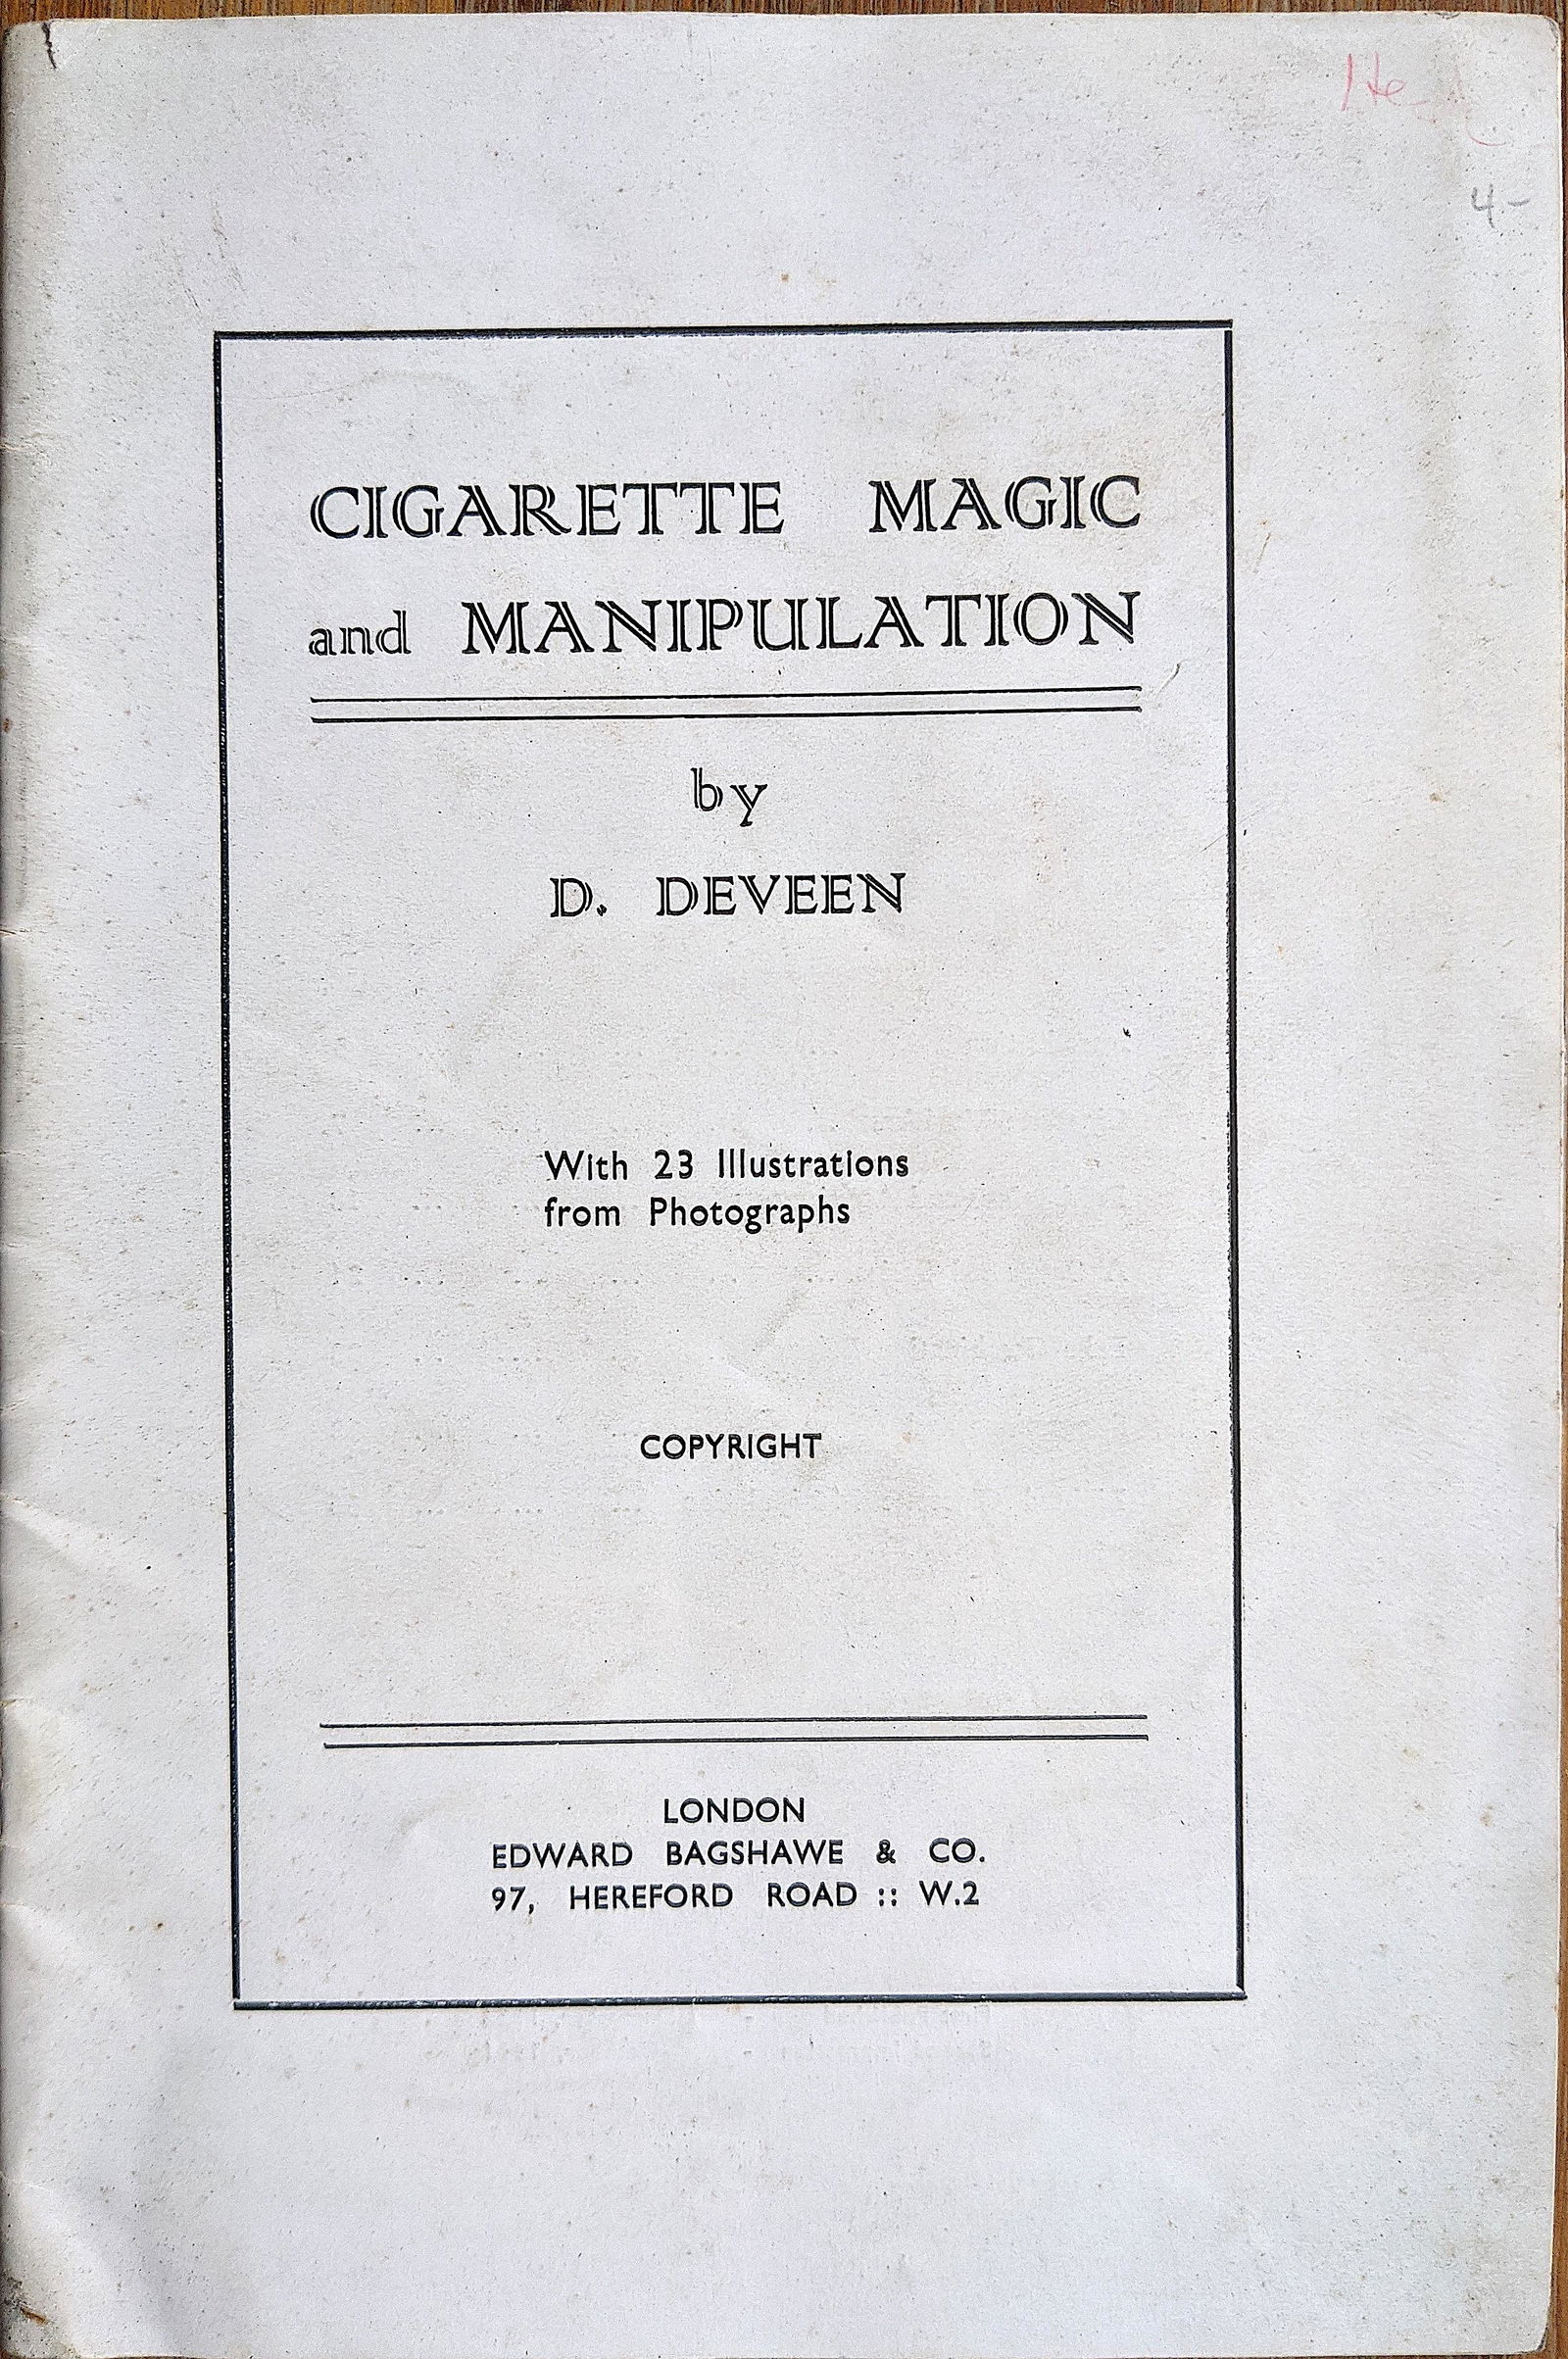 4-
CIGARETTE MAGIC
and MANIPULATION
by
D. DEVEEN
With 23 Illustrations
from Photographs
COPYRIGHT
LONDON
EDWARD BAGSHAWE & CO.
97, HEREFORD ROAD :: W.2